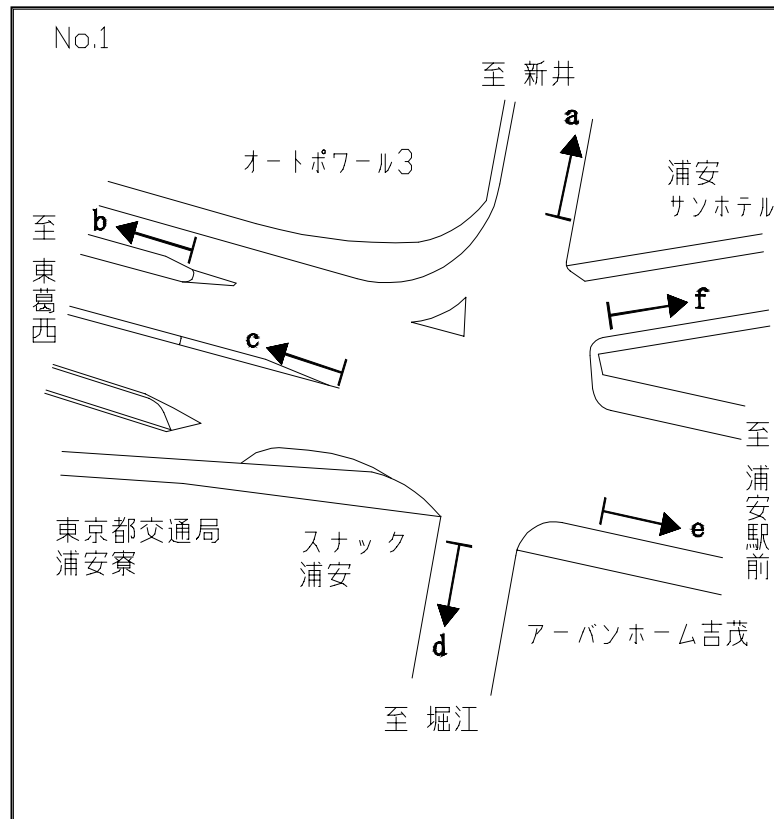 No.1
至 新井
a
オートポワール3
浦安
サンホテル
b
至 東葛西
f
c
至 浦安駅前
東京都交通局
浦安寮
スナック
浦安
e
d
アーバンホーム吉茂
至 堀江